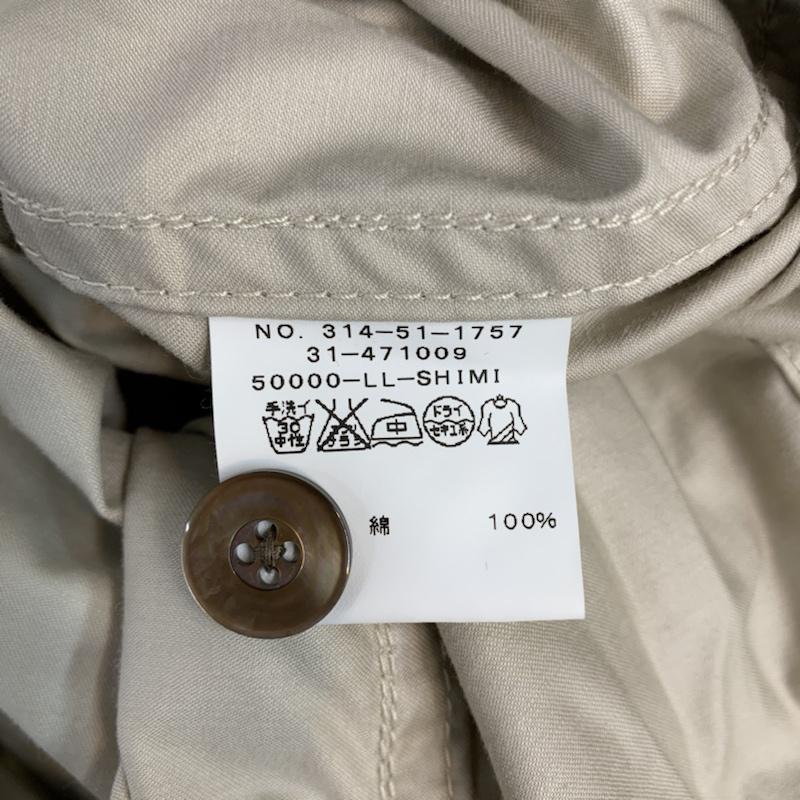 NO. 314-51-1757
31-471009
50000-LL-SHIMI
手洗イ 30 中性
中
ドライ セキユ系
綿 100%